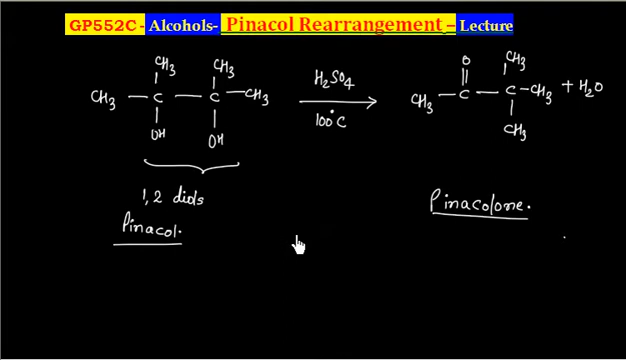 GP552C - Alcohols- Pinacol Rearrangement – Lecture
CH3 CH3 O CH3
CH3 — C — C — CH3 H2SO4 CH3 — C — C — CH3 + H2O
OH OH 100°C CH3
1,2 diols
Pinacol.
Pinacolone.